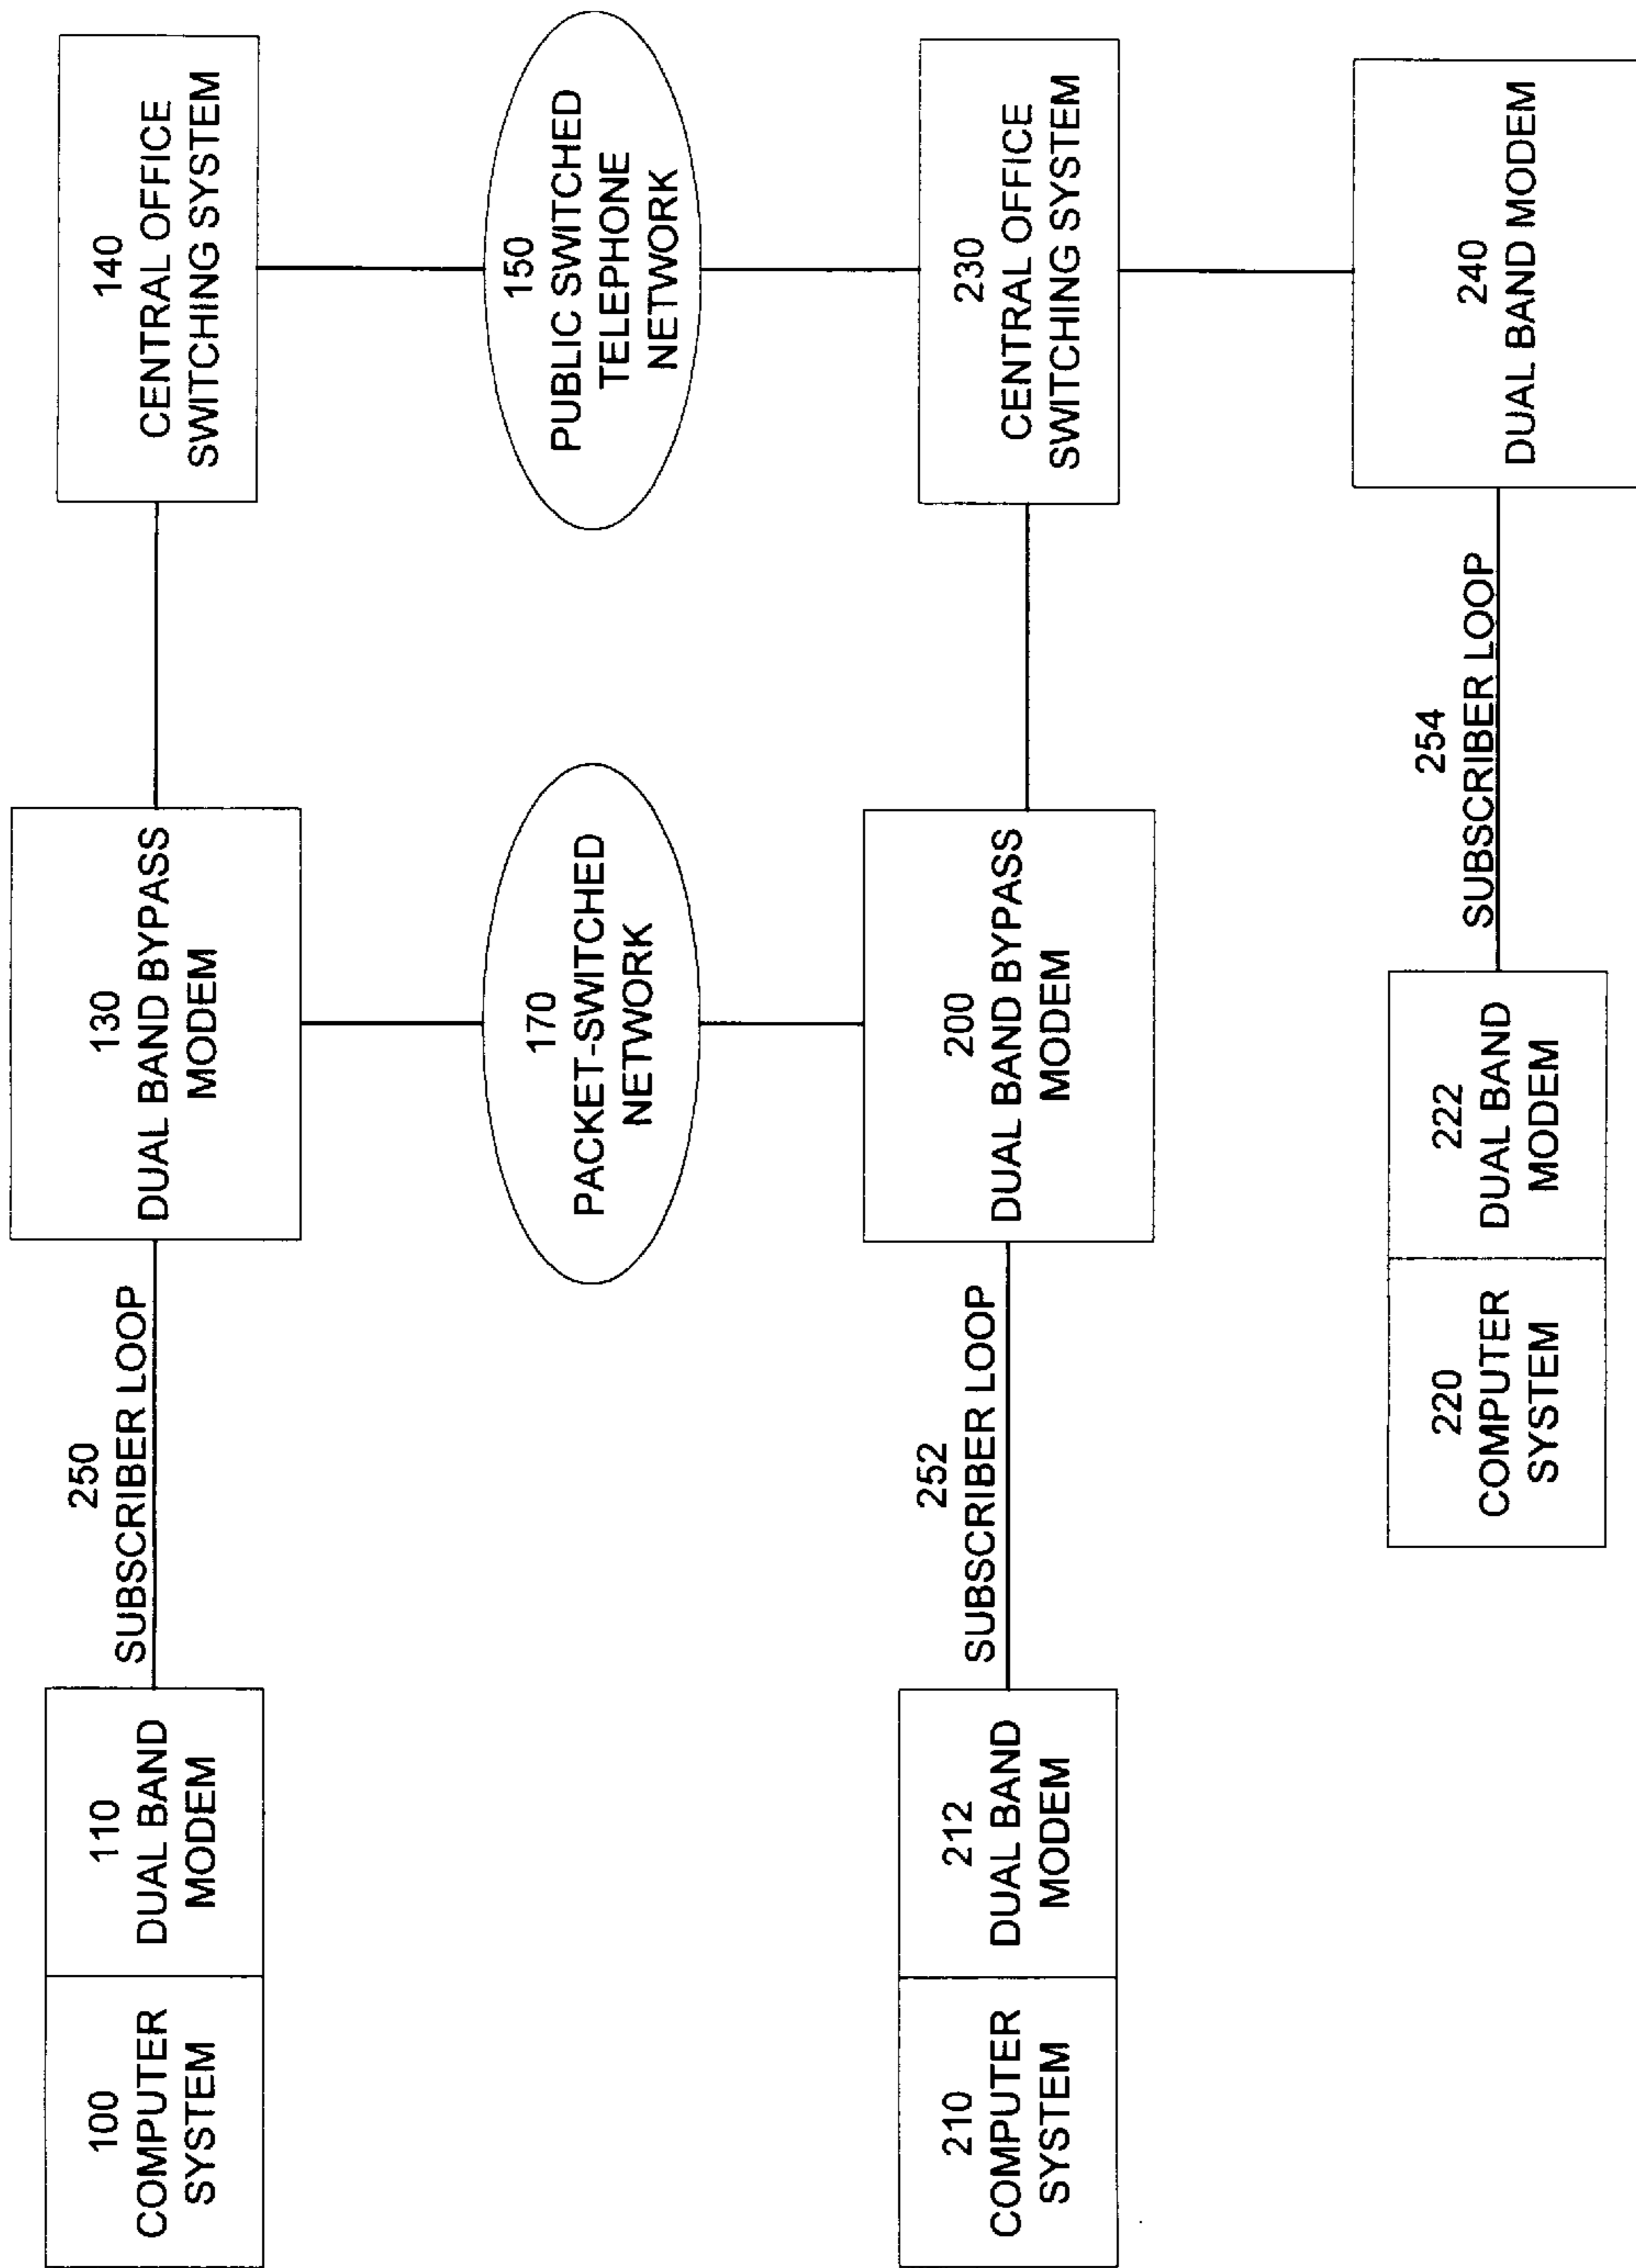 100
COMPUTER
SYSTEM
110
DUAL BAND
MODEM
250
SUBSCRIBER LOOP
130
DUAL BAND BYPASS
MODEM
140
CENTRAL OFFICE
SWITCHING SYSTEM
170
PACKET-SWITCHED
NETWORK
150
PUBLIC SWITCHED
TELEPHONE
NETWORK
210
COMPUTER
SYSTEM
212
DUAL BAND
MODEM
252
SUBSCRIBER LOOP
200
DUAL BAND BYPASS
MODEM
230
CENTRAL OFFICE
SWITCHING SYSTEM
220
COMPUTER
SYSTEM
222
DUAL BAND
MODEM
254
SUBSCRIBER LOOP
240
DUAL BAND MODEM